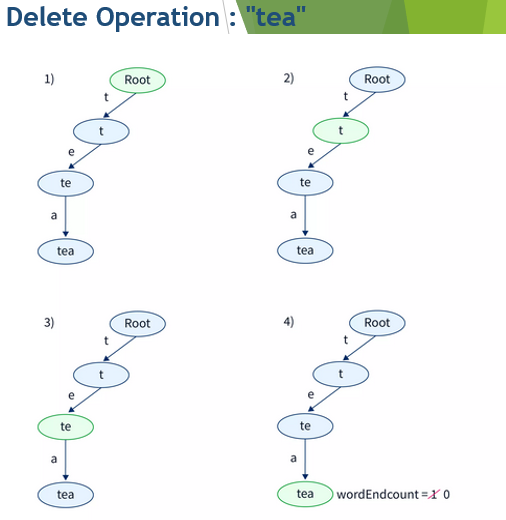 Delete Operation : "tea"
1)
Root
t
t
e
te
a
tea
2)
Root
t
t
e
te
a
tea
3)
Root
t
t
e
te
a
tea
4)
Root
t
t
e
te
a
tea wordEndcount = 1 0